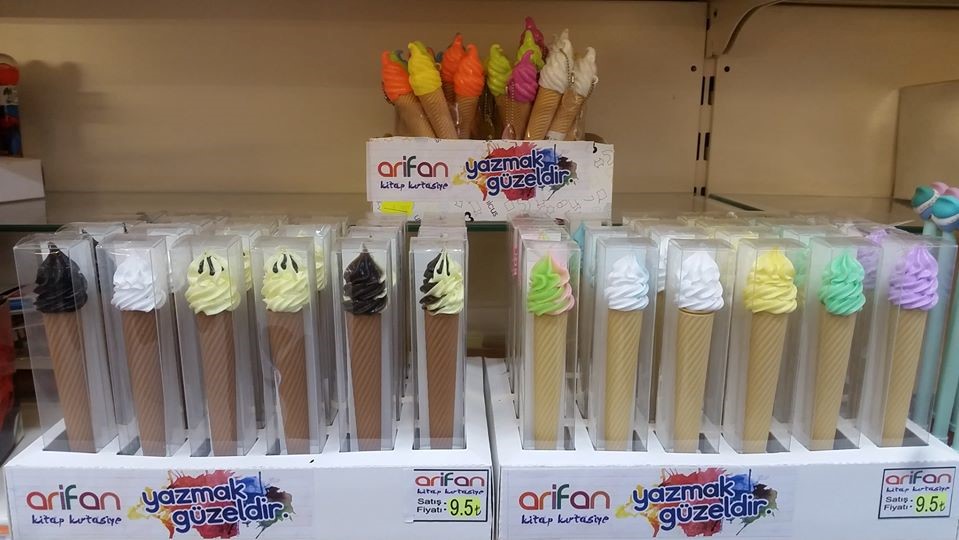 arifan
kitap kırtasiye
yazmak
güzeldir.
arifan
kitap kırtasiye
yazmak
güzeldir.
arifan
kitap kırtasiye
Satış
Fiyatı 9.5₺
arifan
kitap kırtasiye
yazmak
güzeldir.
arifan
kitap kırtasiye
Satış
Fiyatı 9.5₺